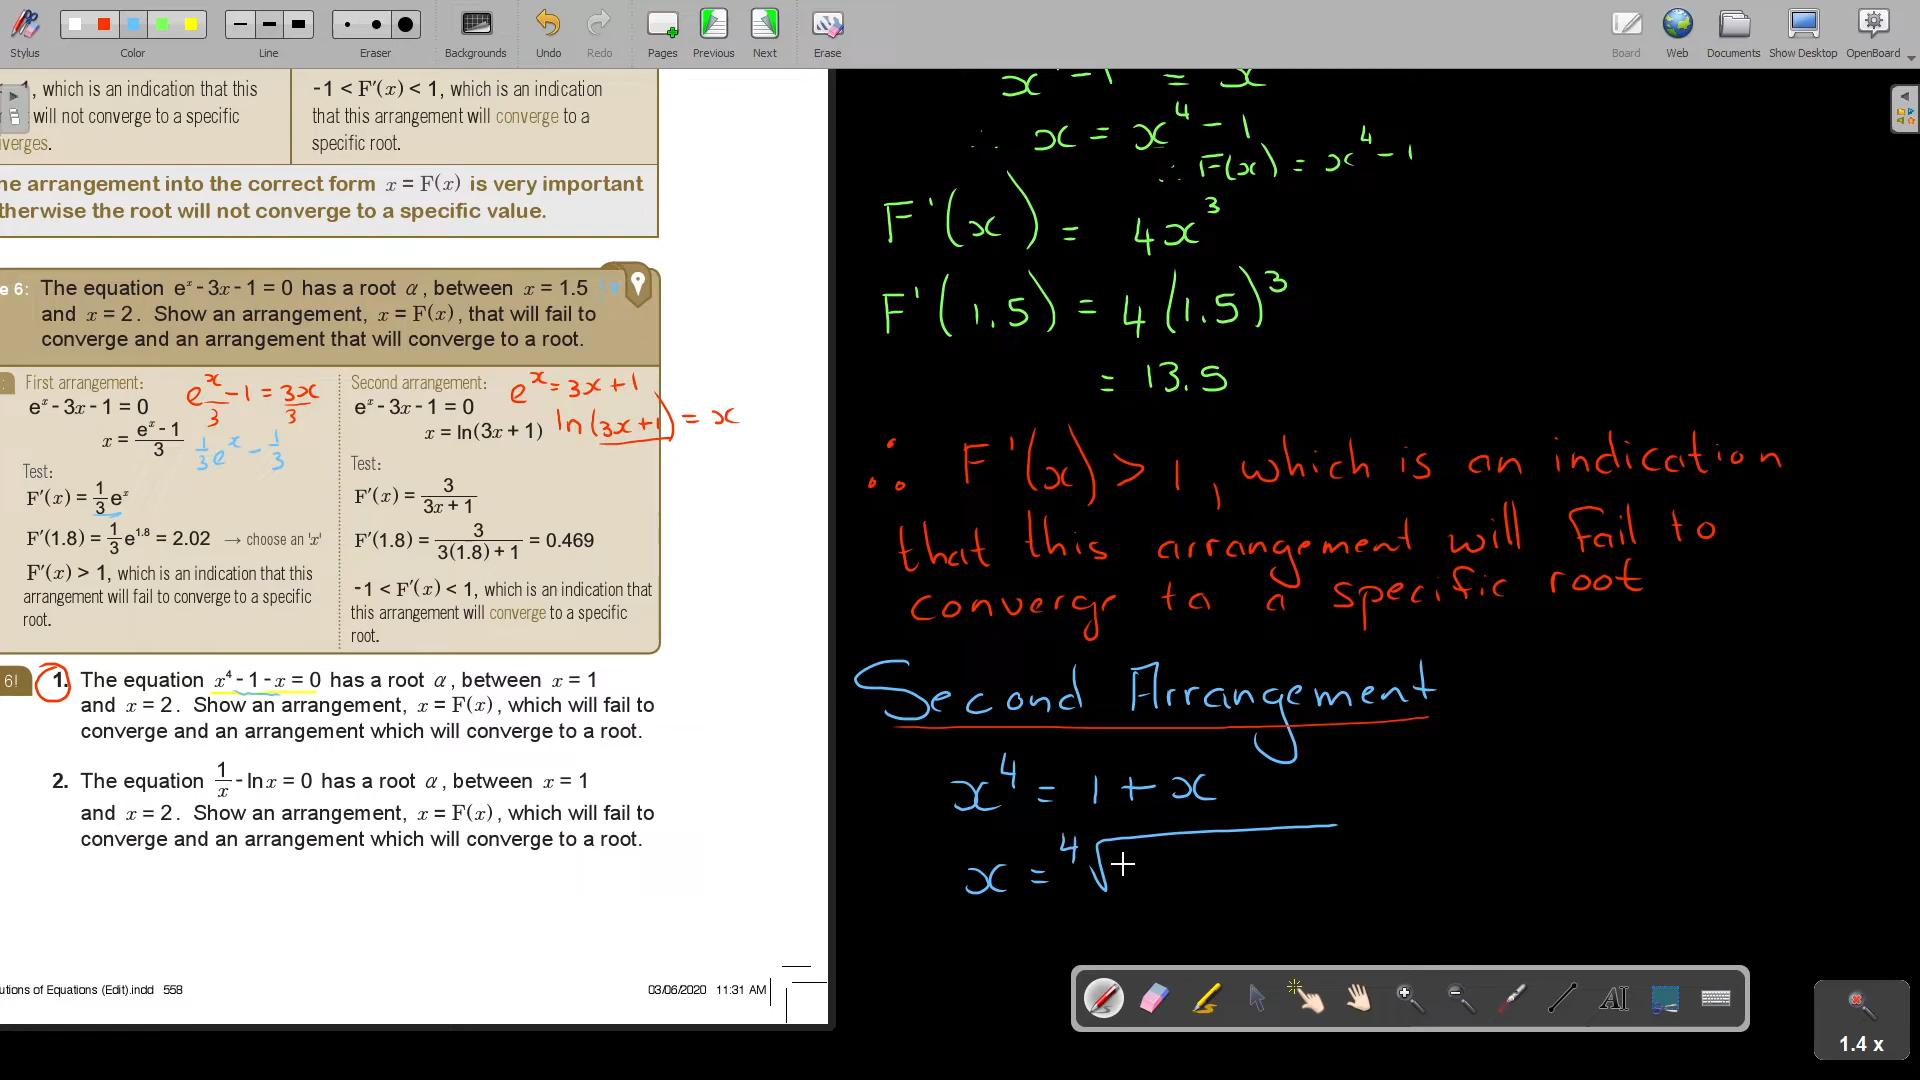 Stylus
Color
Line
Eraser
Backgrounds
Undo
Redo
Pages
Previous
Next
Erase
Board
Web
Documents
Show Desktop
OpenBoard
1, which is an indication that this
will not converge to a specific
verges.
-1 < F′(x) < 1, which is an indication
that this arrangement will converge to a
specific root.
he arrangement into the correct form x = F(x) is very important
therwise the root will not converge to a specific value.
e 6: The equation eˣ - 3x - 1 = 0 has a root α, between x = 1.5
and x = 2. Show an arrangement, x = F(x), that will fail to
converge and an arrangement that will converge to a root.
First arrangement:
eˣ - 3x - 1 = 0
x = (eˣ - 1)/3
eˣ/3 - 1 = 3x/3
1/3 eˣ - 1/3
Test:
F′(x) = 1/3 eˣ
F′(1.8) = 1/3 e^1.8 = 2.02 → choose an 'x'
F′(x) > 1, which is an indication that this
arrangement will fail to converge to a specific
root.
Second arrangement:
eˣ - 3x - 1 = 0
x = ln(3x + 1)
eˣ = 3x + 1
ln(3x + 1) = x
Test:
F′(x) = 3/(3x + 1)
F′(1.8) = 3/(3(1.8) + 1) = 0.469
-1 < F′(x) < 1, which is an indication that
this arrangement will converge to a specific
root.
6! 1. The equation x⁴ - 1 - x = 0 has a root α, between x = 1
and x = 2. Show an arrangement, x = F(x), which will fail to
converge and an arrangement which will converge to a root.
2. The equation 1/x - lnx = 0 has a root α, between x = 1
and x = 2. Show an arrangement, x = F(x), which will fail to
converge and an arrangement which will converge to a root.
utions of Equations (Edit).indd 558
03/06/2020 11:31 AM
x⁴ - 1 = x
∴ x = x⁴ - 1
∴ F(x) = x⁴ - 1
F'(x) = 4x³
F'(1.5) = 4(1.5)³
= 13.5
∴ F'(x) > 1, which is an indication
that this arrangement will fail to
converge to a specific root
Second Arrangement
x⁴ = 1 + x
x = ⁴√
1.4 x